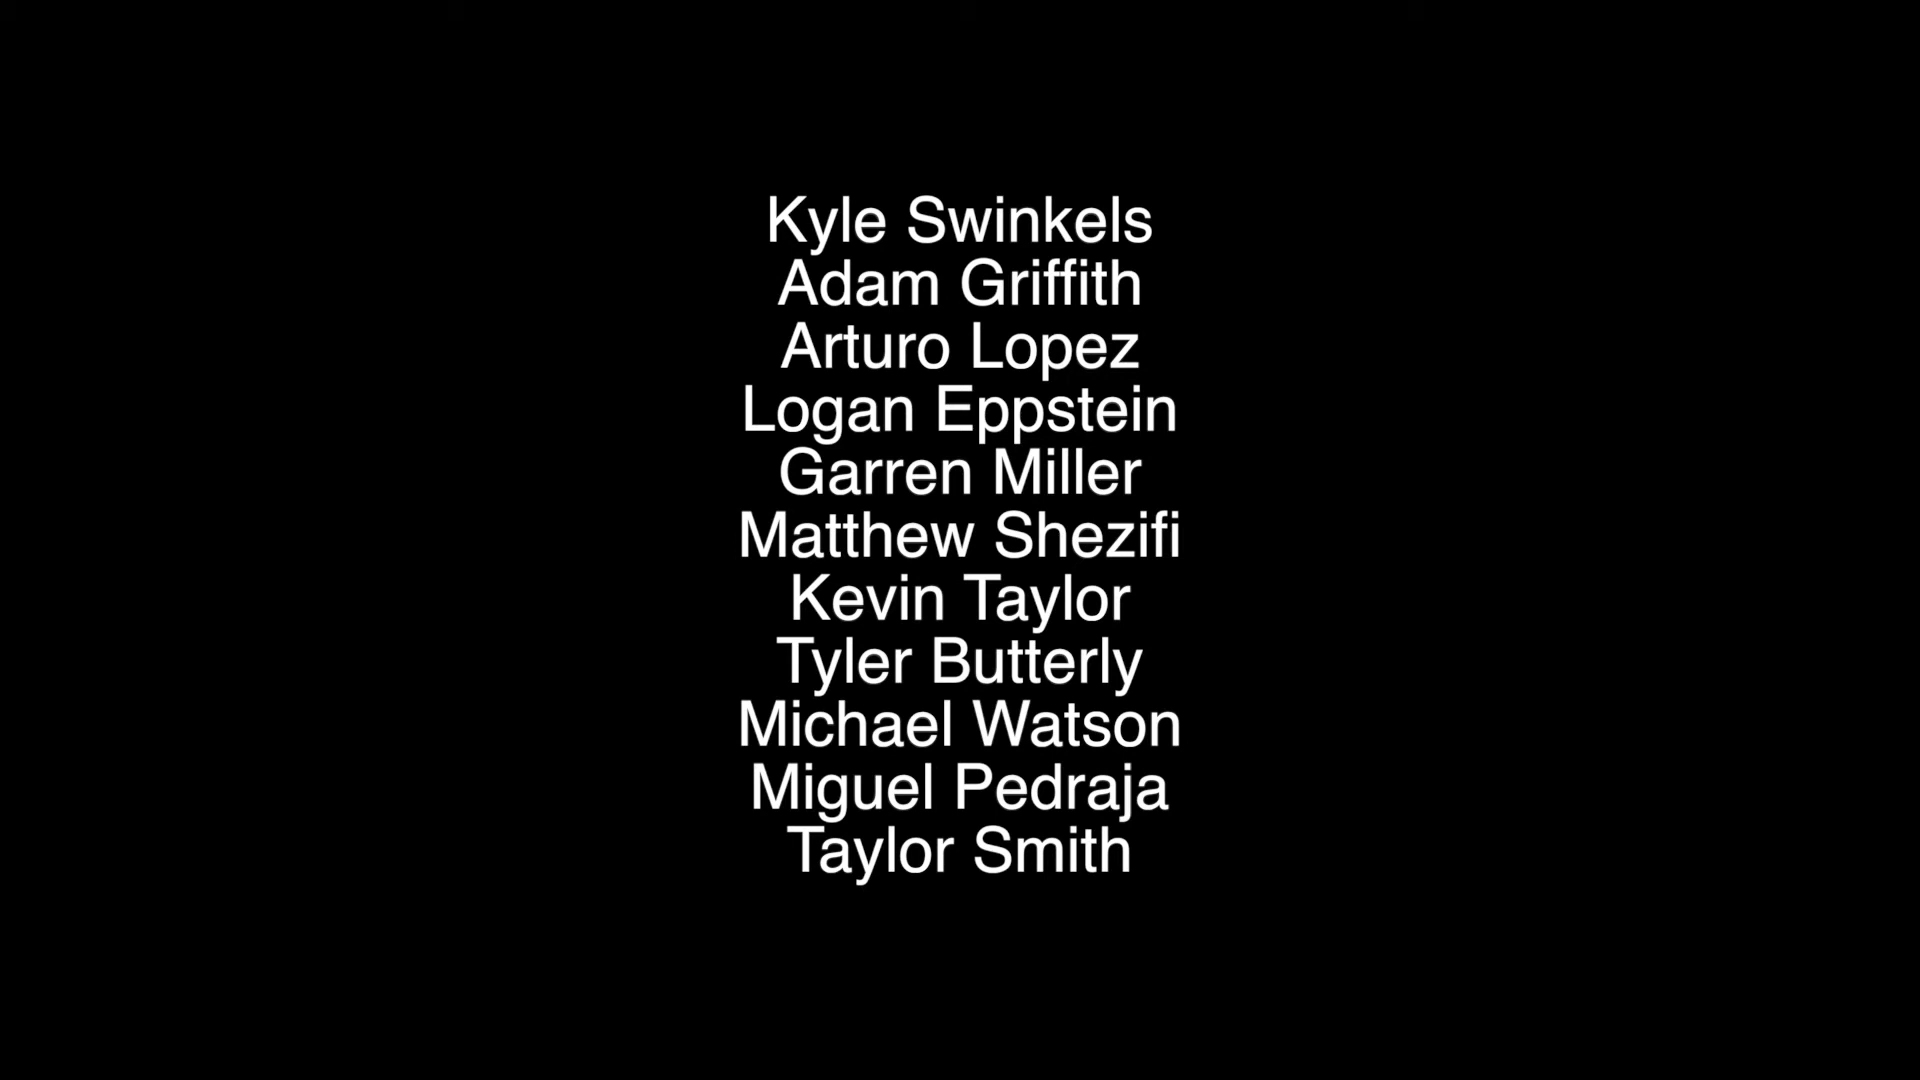 Kyle Swinkels
Adam Griffith
Arturo Lopez
Logan Eppstein
Garren Miller
Matthew Shezifi
Kevin Taylor
Tyler Butterly
Michael Watson
Miguel Pedraja
Taylor Smith